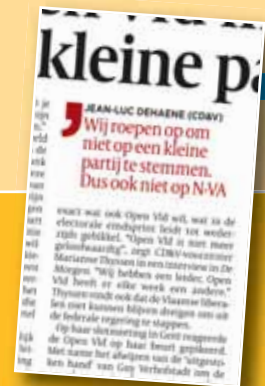 kleine pa
JEAN-LUC DEHAENE (CD&V)
Wij roepen op om
niet op een kleine
partij te stemmen.
Dus ook niet op N-VA
exact wat ook Open Vld wil, wat in de
electorale eindspurt leidt tot weder-
zijds gekibbel. "Open Vld is niet meer
geloofwaardig", zegt CD&V-voorzitter
Marianne Thyssen in een interview in De
Morgen. "Wij hebben een leider, Open
Vld heeft er elke week een andere."
Thyssen vindt ook dat de Vlaamse libera-
len niet kunnen blijven dreigen om uit
de federale regering te stappen.
Op haar slotmeeting in Gent reageerde
de Open Vld op haar beurt gepikeerd.
Met name het afwijzen van de 'uitgesto-
ken hand' van Guy Verhofstadt om de